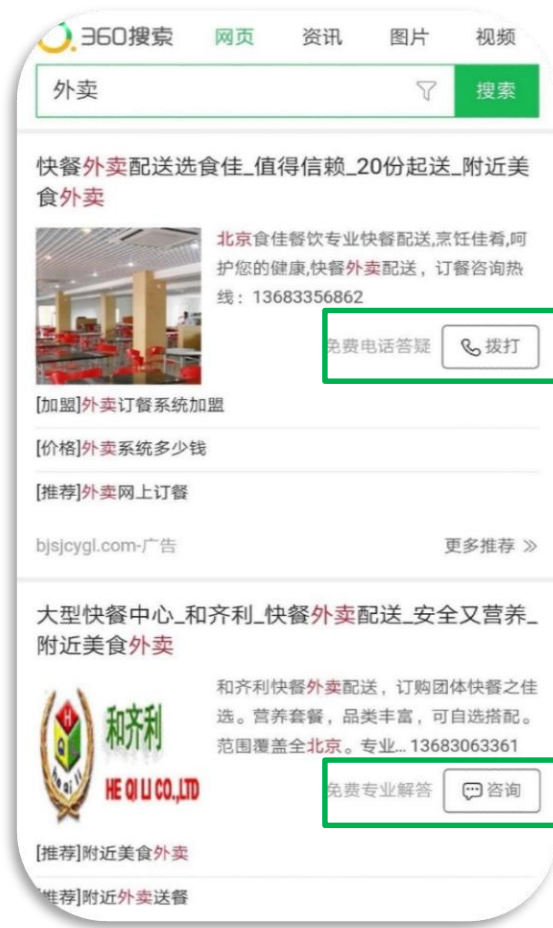 360搜索 网页 资讯 图片 视频
外卖 搜索
快餐外卖配送选食佳_值得信赖_20份起送_附近美
食外卖
北京食佳餐饮专业快餐配送,烹饪佳肴,呵
护您的健康,快餐外卖配送，订餐咨询热
线：13683356862
免费电话答疑 拨打
[加盟]外卖订餐系统加盟
[价格]外卖系统多少钱
[推荐]外卖网上订餐
bjsjcygl.com-广告 更多推荐
大型快餐中心_和齐利_快餐外卖配送_安全又营养_
附近美食外卖
和齐利
he qi li
HE QI LI CO.,LTD
和齐利快餐外卖配送，订购团体快餐之佳
选。营养套餐，品类丰富，可自选搭配。
范围覆盖全北京。专业... 13683063361
免费专业解答 咨询
[推荐]附近美食外卖
[推荐]附近外卖送餐